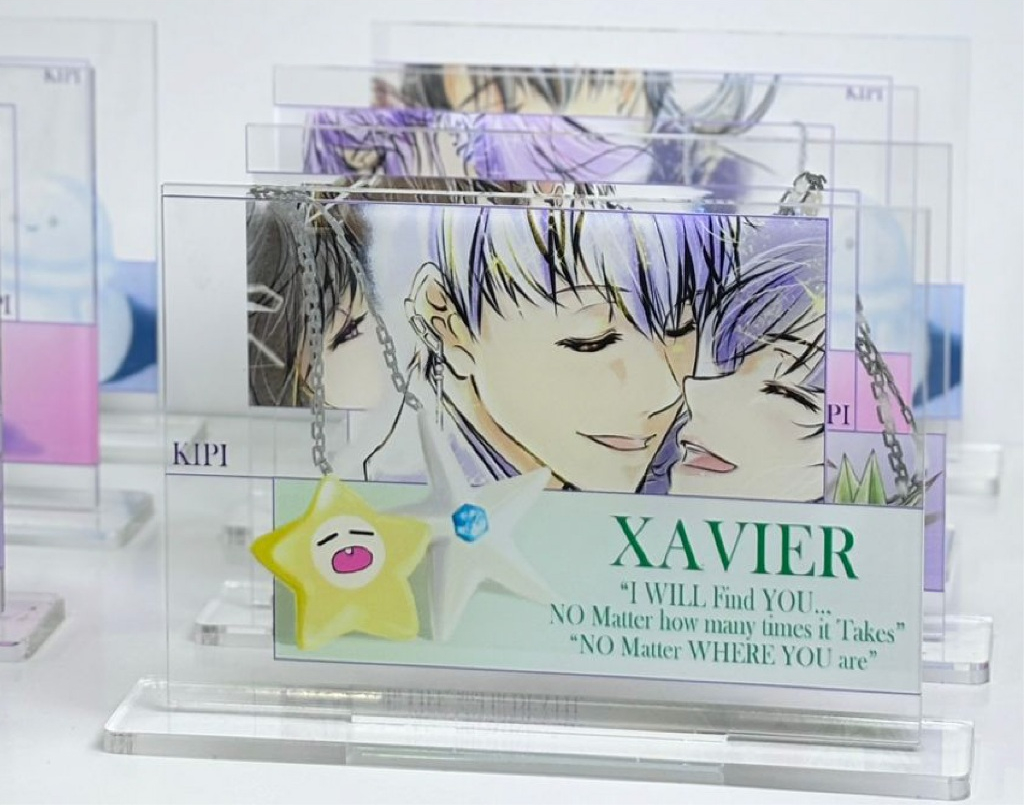 KIPI
KIPI
PI
KIPI
XAVIER
“I WILL Find YOU...
NO Matter how many times it Takes”
“NO Matter WHERE YOU are”